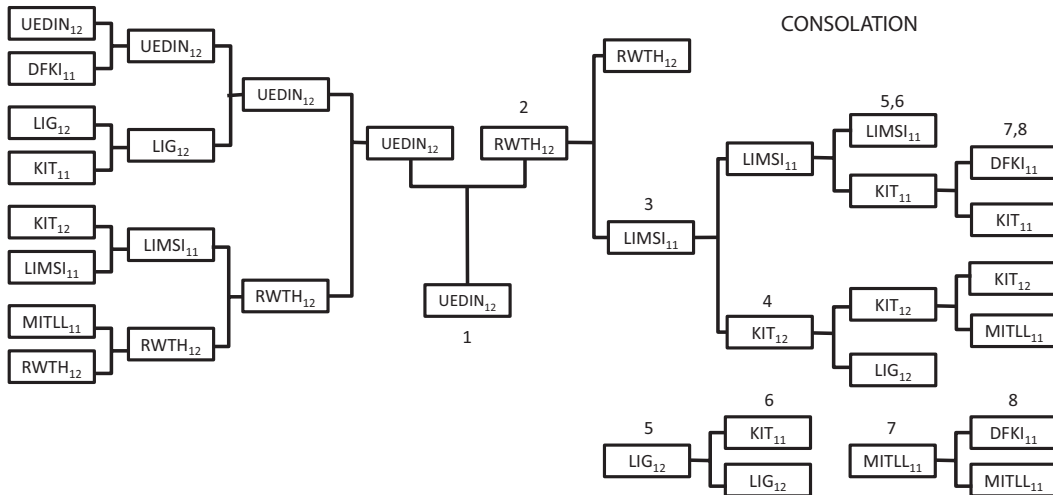 CONSOLATION
UEDIN₁₂
DFKI₁₁
UEDIN₁₂
LIG₁₂
KIT₁₁
LIG₁₂
UEDIN₁₂
KIT₁₂
LIMSI₁₁
LIMSI₁₁
MITLL₁₁
RWTH₁₂
RWTH₁₂
RWTH₁₂
UEDIN₁₂
UEDIN₁₂
1
2
RWTH₁₂
RWTH₁₂
3
LIMSI₁₁
LIMSI₁₁
4
KIT₁₂
5,6
LIMSI₁₁
KIT₁₁
7,8
DFKI₁₁
KIT₁₁
KIT₁₂
LIG₁₂
KIT₁₂
MITLL₁₁
5
LIG₁₂
6
KIT₁₁
LIG₁₂
7
MITLL₁₁
8
DFKI₁₁
MITLL₁₁